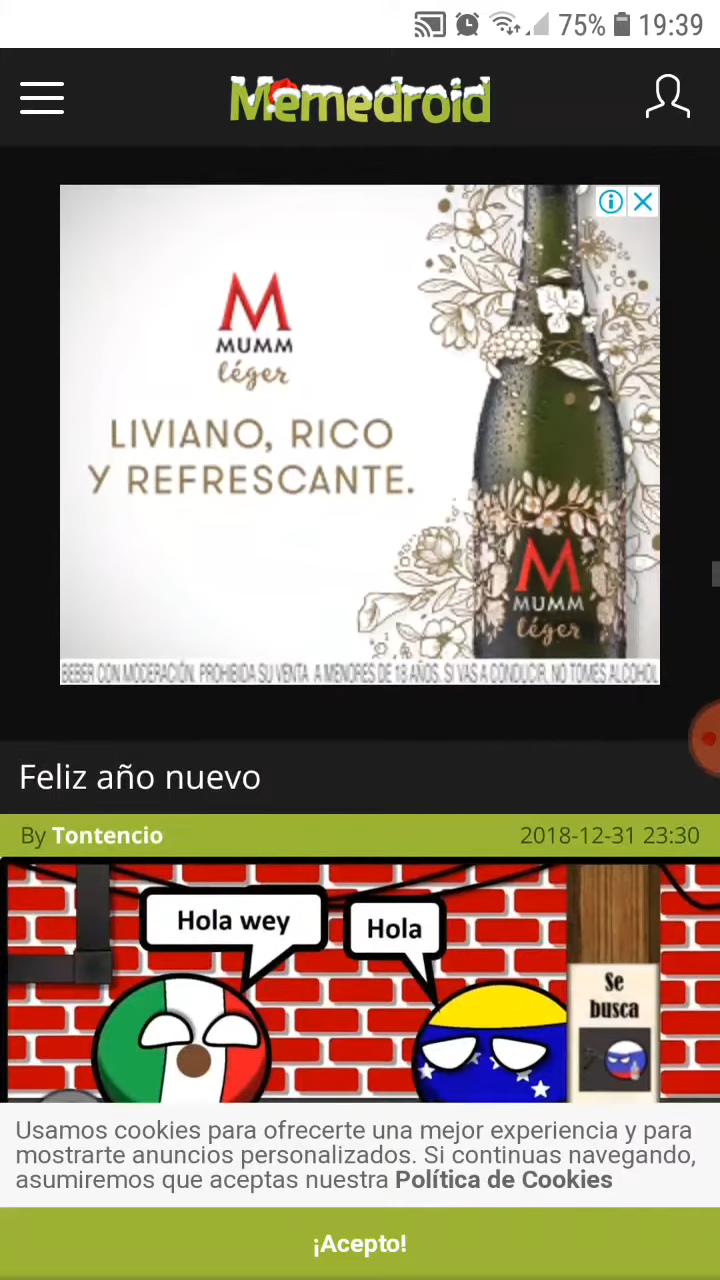 75% 19:39
Memedroid
M
MUMM
léger
LIVIANO, RICO
Y REFRESCANTE.
M
MUMM
léger
BEBER CON MODERACIÓN. PROHIBIDA SU VENTA A MENORES DE 18 AÑOS. SI VAS A CONDUCIR, NO TOMES ALCOHOL
Feliz año nuevo
By Tontencio 2018-12-31 23:30
Hola wey
Hola
Se
busca
Usamos cookies para ofrecerte una mejor experiencia y para
mostrarte anuncios personalizados. Si continuas navegando,
asumiremos que aceptas nuestra Política de Cookies
¡Acepto!